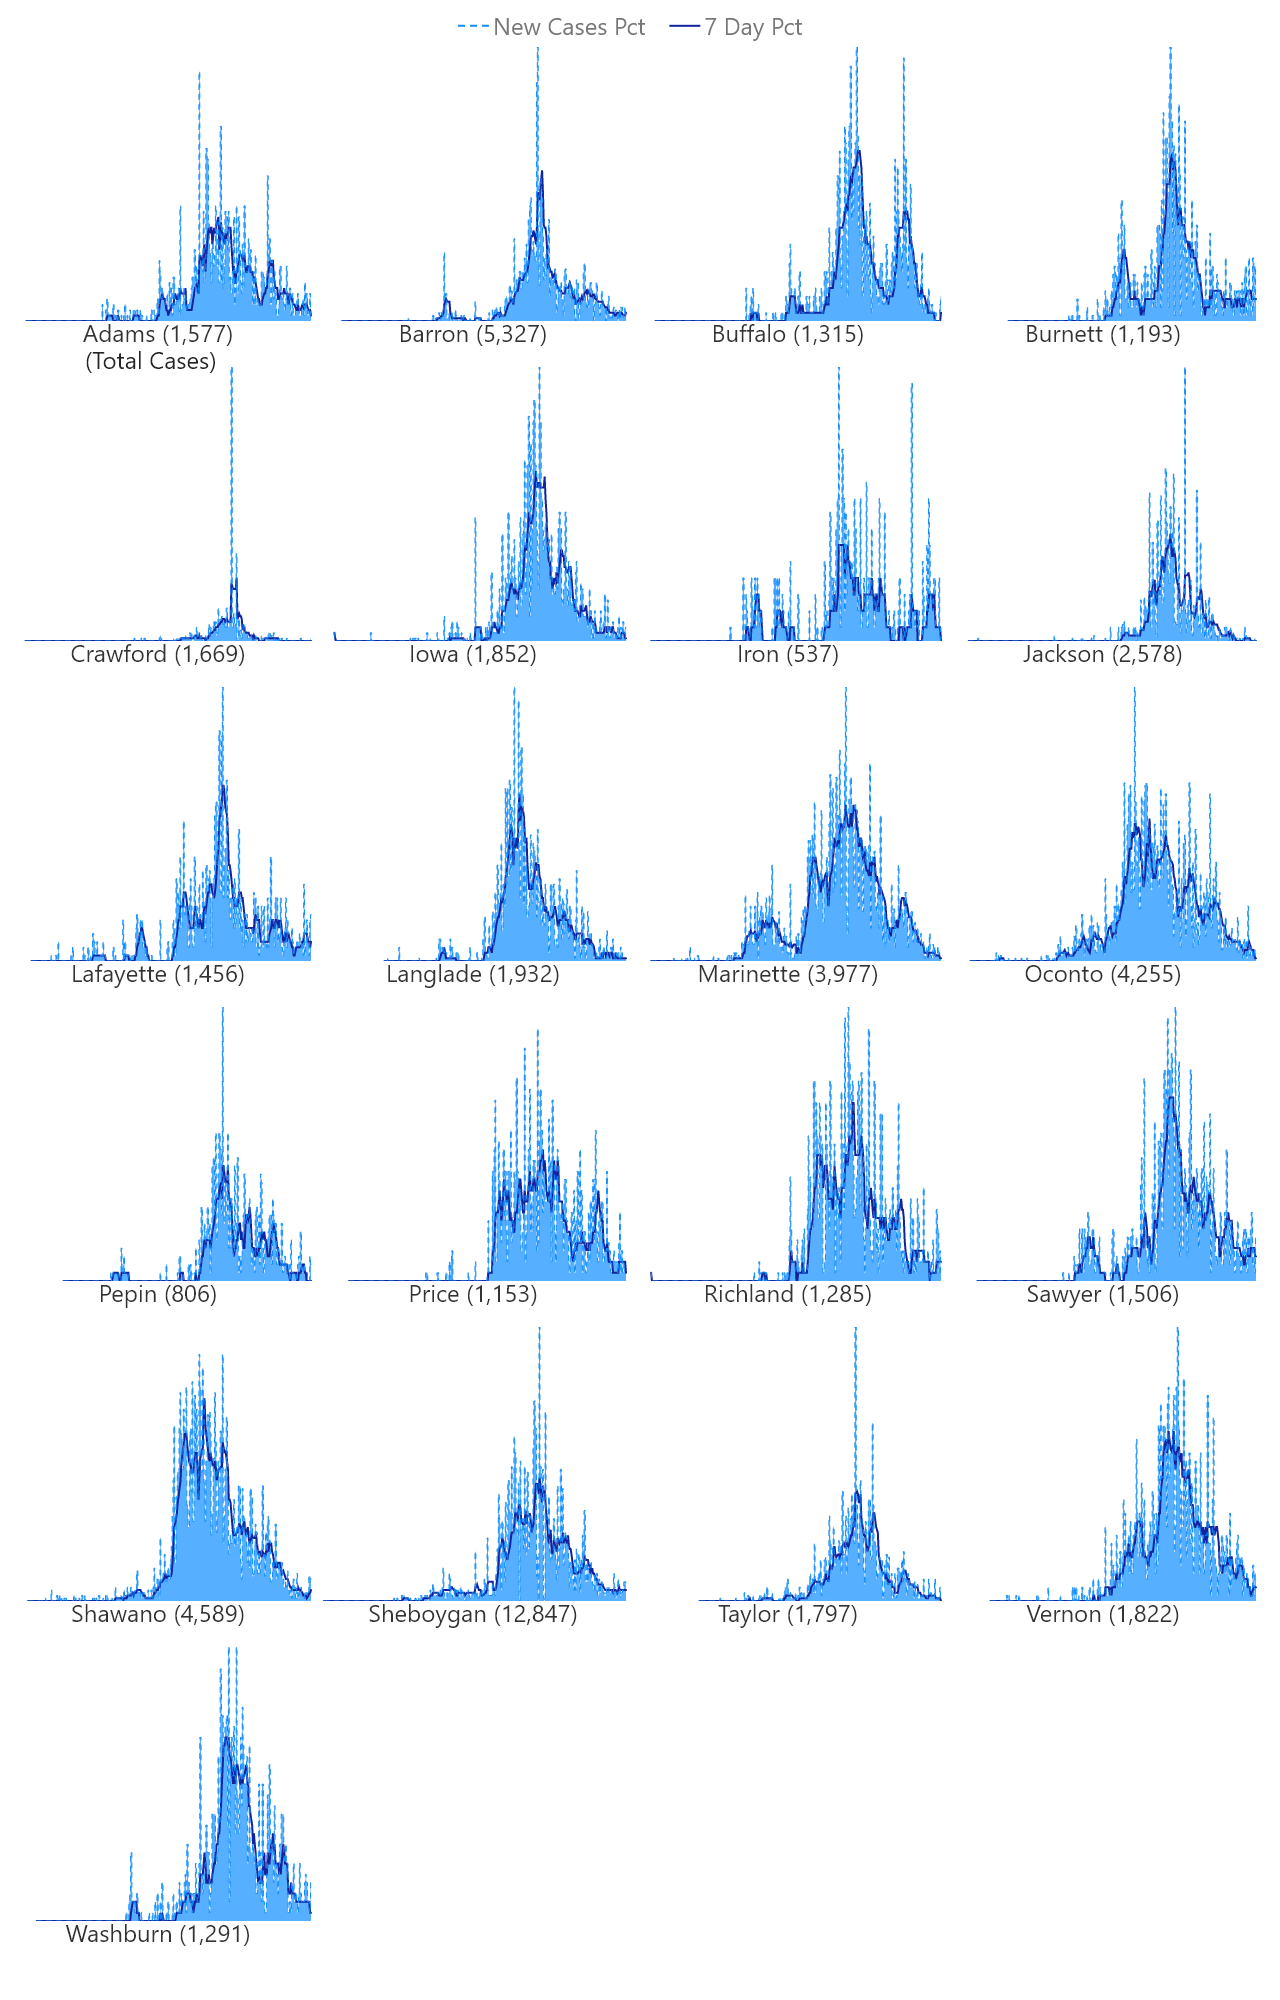 New Cases Pct 7 Day Pct
Adams (1,577) Barron (5,327) Buffalo (1,315) Burnett (1,193)
(Total Cases)
Crawford (1,669) Iowa (1,852) Iron (537) Jackson (2,578)
Lafayette (1,456) Langlade (1,932) Marinette (3,977) Oconto (4,255)
Pepin (806) Price (1,153) Richland (1,285) Sawyer (1,506)
Shawano (4,589) Sheboygan (12,847) Taylor (1,797) Vernon (1,822)
Washburn (1,291)